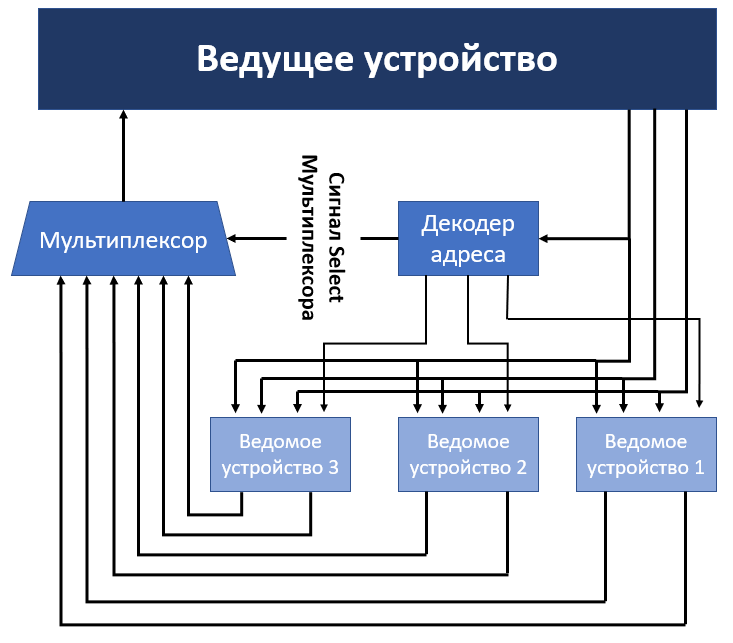 Ведущее устройство
Мультиплексор
Сигнал Select
Мультиплексора
Декодер
адреса
Ведомое
устройство 3
Ведомое
устройство 2
Ведомое
устройство 1